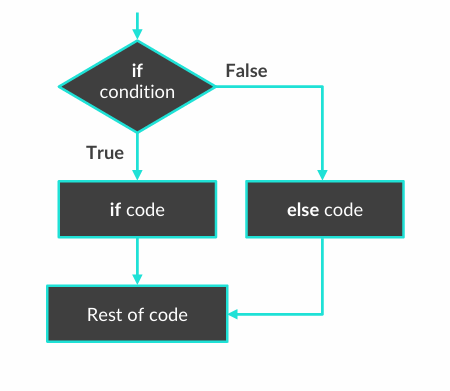 if
condition
False
True
if code
else code
Rest of code